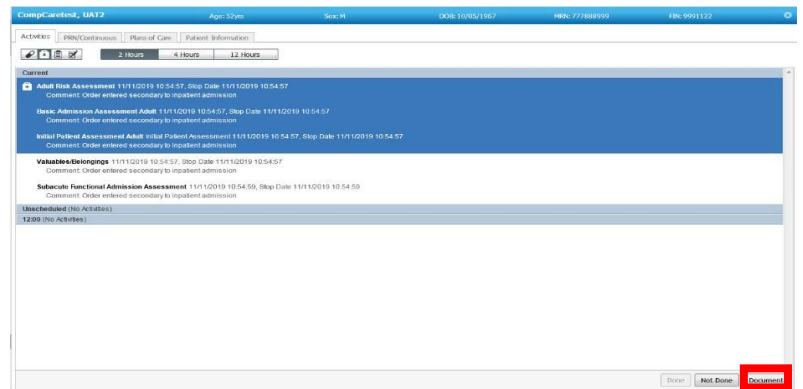 CompCaretest, UAT2 Age: 52yrs Sex: M DOB: 10/05/1967 MRN: 777888999 FIN: 9991122
Activities PRN/Continuous Plans of Care Patient Information
2 Hours 4 Hours 12 Hours
Current
Adult Risk Assessment 11/11/2019 10:54:57, Stop Date 11/11/2019 10:54:57
Comment: Order entered secondary to inpatient admission
Basic Admission Assessment Adult 11/11/2019 10:54:57, Stop Date 11/11/2019 10:54:57
Comment: Order entered secondary to inpatient admission
Initial Patient Assessment Adult Initial Patient Assessment 11/11/2019 10:54:57, Stop Date 11/11/2019 10:54:57
Comment: Order entered secondary to inpatient admission
Valuables/Belongings 11/11/2019 10:54:57, Stop Date 11/11/2019 10:54:57
Comment: Order entered secondary to inpatient admission
Subacute Functional Admission Assessment 11/11/2019 10:54:59, Stop Date 11/11/2019 10:54:59
Comment: Order entered secondary to inpatient admission
Unscheduled (No Activities)
12:00 (No Activities)
Done Not Done Document